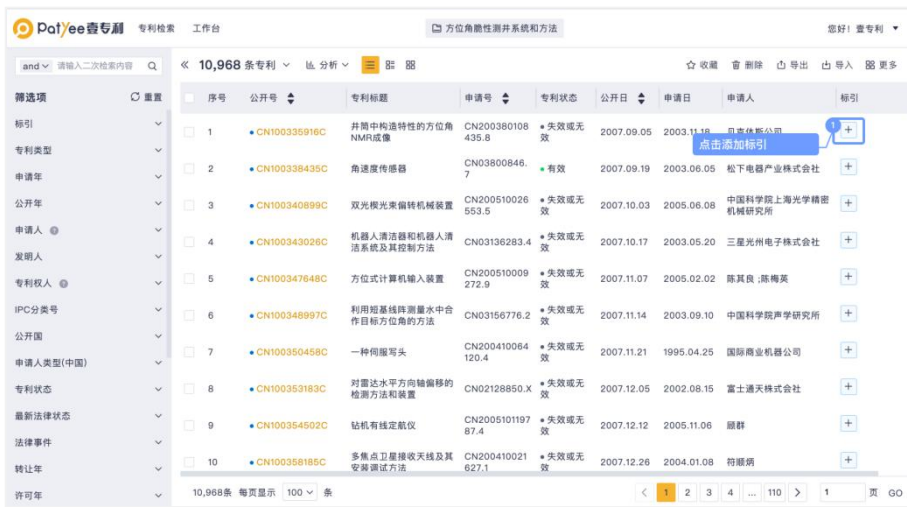 Patyee壹专利 专利检索 工作台 方位角脆性测井系统和方法 您好！壹专利
and 请输入二次检索内容 10,968 条专利 分析 收藏 删除 导出 导入 更多
筛选项 重置 序号 公开号 专利标题 申请号 专利状态 公开日 申请日 申请人 标引
标引
专利类型
申请年
公开年
申请人
发明人
专利权人
IPC分类号
公开国
申请人类型(中国)
专利状态
最新法律状态
法律事件
转让年
许可年
1 CN100335916C 井筒中构造特性的方位角NMR成像 CN200380108435.8 失效或无效 2007.09.05 2003.11.18 贝克休斯公司
1
点击添加标引
2 CN100338435C 角速度传感器 CN03800846.7 有效 2007.09.19 2003.06.05 松下电器产业株式会社
3 CN100340899C 双光楔光束偏转机械装置 CN200510026553.5 失效或无效 2007.10.03 2005.06.08 中国科学院上海光学精密机械研究所
4 CN100343026C 机器人清洁器和机器人清洁系统及其控制方法 CN03136283.4 失效或无效 2007.10.17 2003.05.20 三星光州电子株式会社
5 CN100347648C 方位式计算机输入装置 CN200510009272.9 失效或无效 2007.11.07 2005.02.02 陈其良 ;陈梅英
6 CN100348997C 利用短基线阵测量水中合作目标方位角的方法 CN03156776.2 失效或无效 2007.11.14 2003.09.10 中国科学院声学研究所
7 CN100350458C 一种伺服写头 CN200410064120.4 失效或无效 2007.11.21 1995.04.25 国际商业机器公司
8 CN100353183C 对雷达水平方向轴偏移的检测方法和装置 CN02128850.X 失效或无效 2007.12.05 2002.08.15 富士通天株式会社
9 CN100354502C 钻机有线定航仪 CN200510119787.4 失效或无效 2007.12.12 2005.11.06 顾群
10 CN100358185C 多焦点卫星接收天线及其安装调试方法 CN200410021627.1 失效或无效 2007.12.26 2004.01.08 符顺炳
10,968条 每页显示 100 条 1 2 3 4 ... 110 1 页 GO